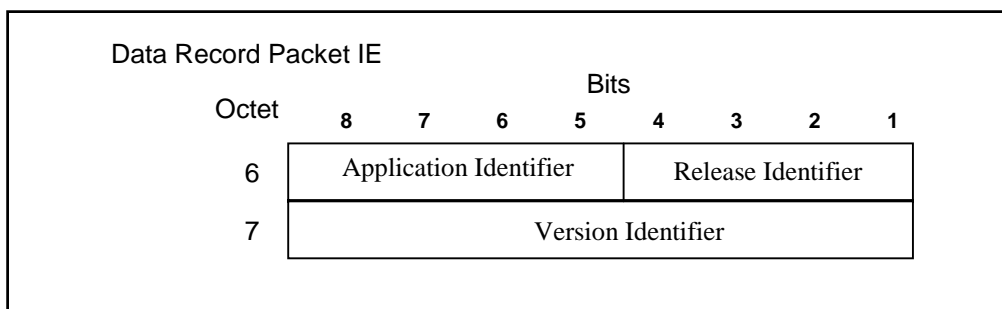 Data Record Packet IE
Bits
Octet 8 7 6 5 4 3 2 1
6 Application Identifier Release Identifier
7 Version Identifier